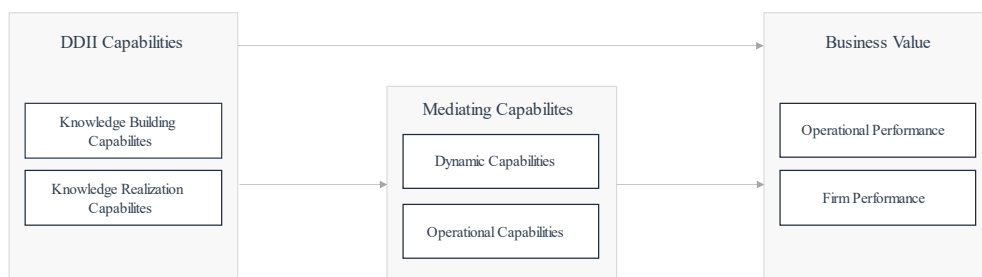 DDII Capabilities
Knowledge Building
Capabilites
Knowledge Realization
Capabilites
Mediating Capabilites
Dynamic Capabilities
Operational Capabilities
Business Value
Operational Performance
Firm Performance